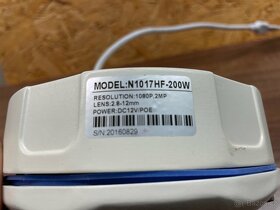 MODEL:N1017HF-200W
RESOLUTION:1080P,2MP
LENS:2.8-12mm
POWER:DC12V/POE
S/N:20160829